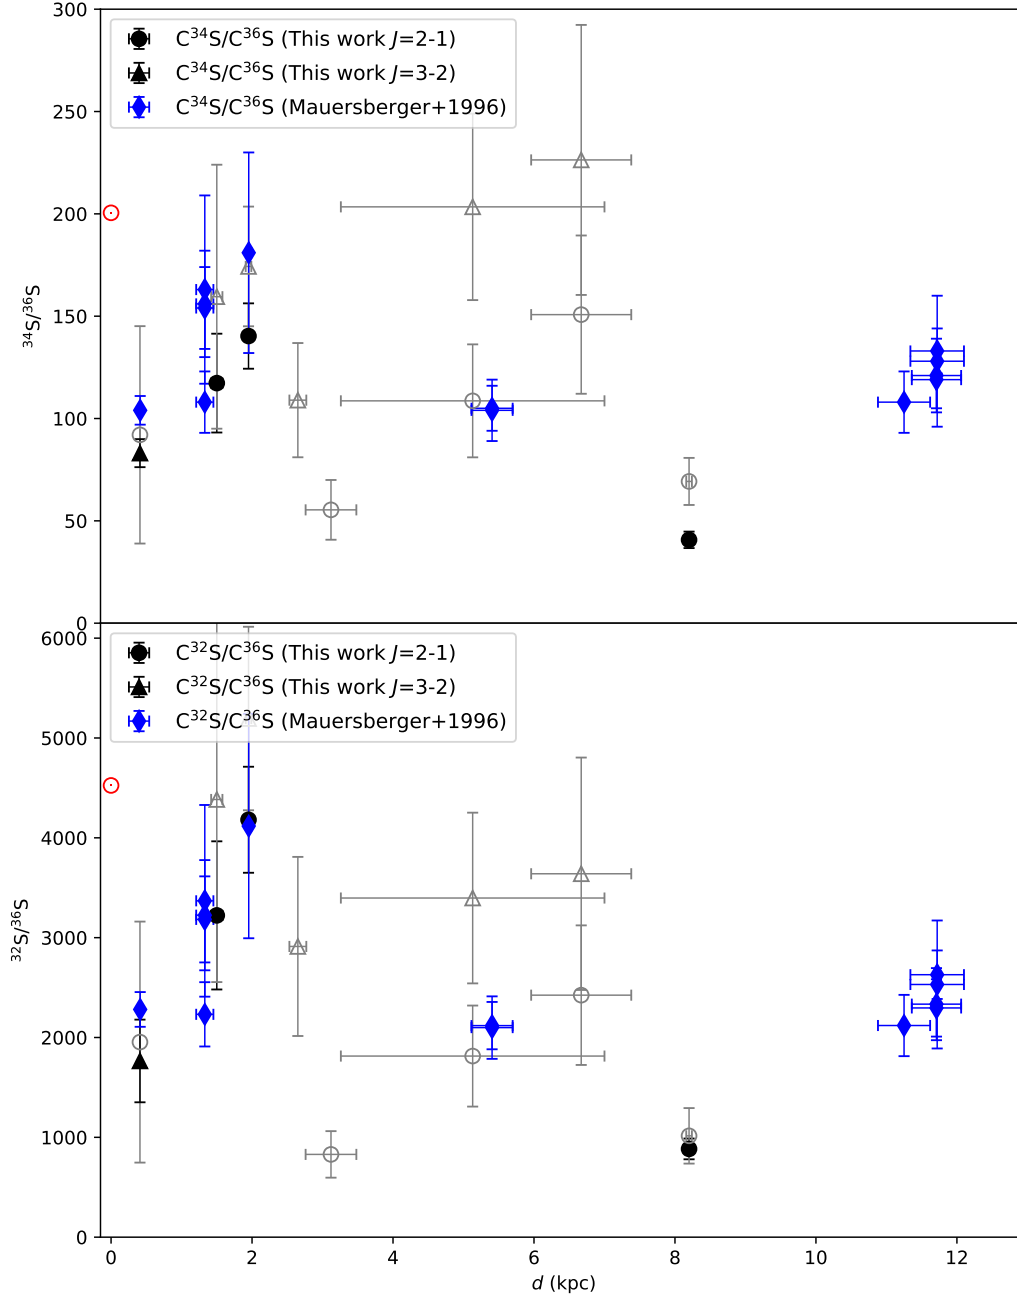 300
250
200
150
100
50
0
³⁴S/³⁶S
C³⁴S/C³⁶S (This work J=2-1)
C³⁴S/C³⁶S (This work J=3-2)
C³⁴S/C³⁶S (Mauersberger+1996)
6000
5000
4000
3000
2000
1000
0
³²S/³⁶S
C³²S/C³⁶S (This work J=2-1)
C³²S/C³⁶S (This work J=3-2)
C³²S/C³⁶S (Mauersberger+1996)
0 2 4 6 8 10 12
d (kpc)